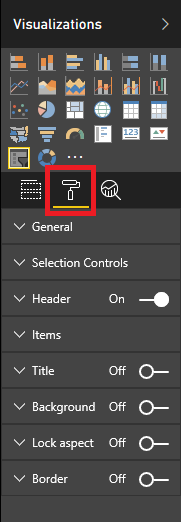 Visualizations
123
General
Selection Controls
Header On
Items
Title Off
Background Off
Lock aspect Off
Border Off